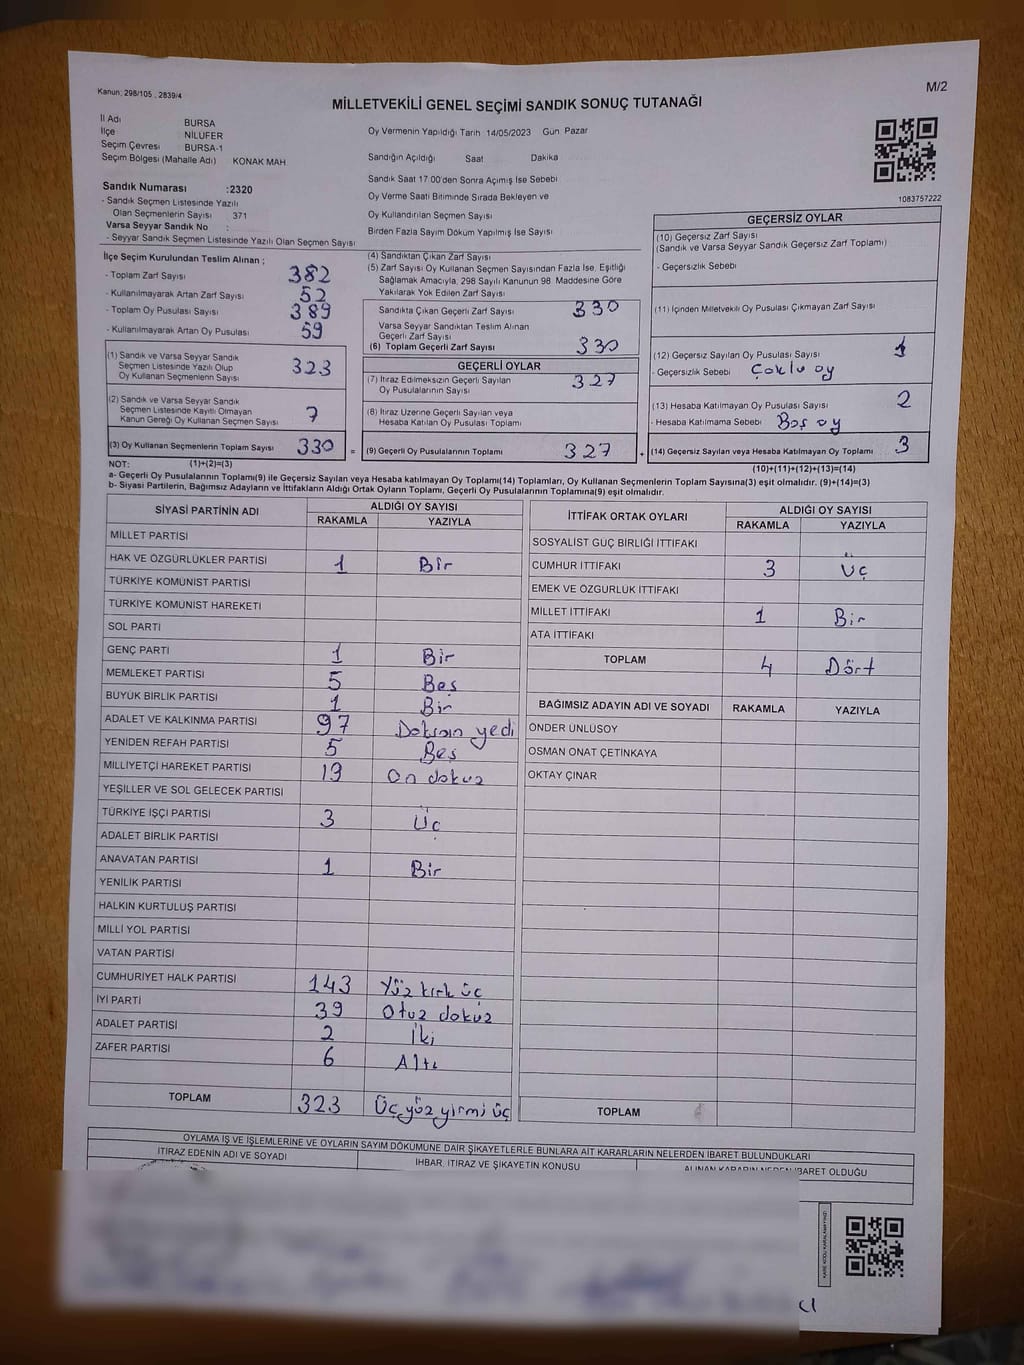 M/2
Kanun: 298/105 , 2839/4
MİLLETVEKİLİ GENEL SEÇİMİ SANDIK SONUÇ TUTANAĞI
İl Adı BURSA
İlçe NİLÜFER
Seçim Çevresi BURSA-1
Seçim Bölgesi (Mahalle Adı) KONAK MAH.
Oy Vermenin Yapıldığı Tarih 14/05/2023 Gün Pazar
Sandığın Açıldığı Saat Dakika
Sandık Saat 17:00'den Sonra Açımış İse Sebebi
Oy Verme Saati Bitiminde Sırada Bekleyen ve
Oy Kullandırılan Seçmen Sayısı
Birden Fazla Sayım Döküm Yapılmış İse Sayısı
1083757222
Sandık Numarası :2320
- Sandık Seçmen Listesinde Yazılı
Olan Seçmenlerin Sayısı : 371
Varsa Seyyar Sandık No :
- Seyyar Sandık Seçmen Listesinde Yazılı Olan Seçmen Sayısı
İlçe Seçim Kurulundan Teslim Alınan ;
- Toplam Zarf Sayısı 382
- Kullanılmayarak Artan Zarf Sayısı 52
- Toplam Oy Pusulası Sayısı 389
- Kullanılmayarak Artan Oy Pusulası 59
(1) Sandık ve Varsa Seyyar Sandık
Seçmen Listesinde Yazılı Olup
Oy Kullanan Seçmenlerin Sayısı 323
(2) Sandık ve Varsa Seyyar Sandık
Seçmen Listesinde Kayıtlı Olmayan
Kanun Gereği Oy Kullanan Seçmen Sayısı 7
(3) Oy Kullanan Seçmenlerin Toplam Sayısı 330 =
(1)+(2)=(3)
(4) Sandıktan Çıkan Zarf Sayısı
(5) Zarf Sayısı Oy Kullanan Seçmen Sayısından Fazla İse, Eşitliği
Sağlamak Amacıyla, 298 Sayılı Kanunun 98. Maddesine Göre
Yakılarak Yok Edilen Zarf Sayısı
Sandıkta Çıkan Geçerli Zarf Sayısı 330
Varsa Seyyar Sandıktan Teslim Alınan
Geçerli Zarf Sayısı
(6) Toplam Geçerli Zarf Sayısı 330
GEÇERLİ OYLAR
(7) İtiraz Edilmeksizin Geçerli Sayılan
Oy Pusulalarının Sayısı 327
(8) İtiraz Üzerine Geçerli Sayılan veya
Hesaba Katılan Oy Pusulası Toplamı
(9) Geçerli Oy Pusulalarının Toplamı 327 +
GEÇERSİZ OYLAR
(10) Geçersiz Zarf Sayısı
(Sandık ve Varsa Seyyar Sandık Geçersiz Zarf Toplamı)
- Geçersizlik Sebebi
(11) İçinden Milletvekili Oy Pusulası Çıkmayan Zarf Sayısı
(12) Geçersiz Sayılan Oy Pusulası Sayısı 1
- Geçersizlik Sebebi Çoklu oy
(13) Hesaba Katılmayan Oy Pusulası Sayısı 2
- Hesaba Katılmama Sebebi Boş oy
(14) Geçersiz Sayılan veya Hesaba Katılmayan Oy Toplamı 3
(10)+(11)+(12)+(13)=(14)
NOT:
a- Geçerli Oy Pusulalarının Toplamı(9) ile Geçersiz Sayılan veya Hesaba katılmayan Oy Toplamı(14) Toplamları, Oy Kullanan Seçmenlerin Toplam Sayısına(3) eşit olmalıdır. (9)+(14)=(3)
b- Siyasi Partilerin, Bağımsız Adayların ve İttifakların Aldığı Ortak Oyların Toplamı, Geçerli Oy Pusulalarının Toplamına(9) eşit olmalıdır.
SİYASİ PARTİNİN ADI ALDIĞI OY SAYISI
RAKAMLA YAZIYLA
MİLLET PARTİSİ
HAK VE ÖZGÜRLÜKLER PARTİSİ 1 Bir
TÜRKİYE KOMÜNİST PARTİSİ
TÜRKİYE KOMÜNİST HAREKETİ
SOL PARTİ
GENÇ PARTİ 1 Bir
MEMLEKET PARTİSİ 5 Beş
BÜYÜK BİRLİK PARTİSİ 1 Bir
ADALET VE KALKINMA PARTİSİ 97 Doksan yedi
YENİDEN REFAH PARTİSİ 5 Beş
MİLLİYETÇİ HAREKET PARTİSİ 19 On dokuz
YEŞİLLER VE SOL GELECEK PARTİSİ
TÜRKİYE İŞÇİ PARTİSİ 3 Üç
ADALET BİRLİK PARTİSİ
ANAVATAN PARTİSİ 1 Bir
YENİLİK PARTİSİ
HALKIN KURTULUŞ PARTİSİ
MİLLİ YOL PARTİSİ
VATAN PARTİSİ
CUMHURİYET HALK PARTİSİ 143 Yüz kırk üç
İYİ PARTİ 39 Otuz dokuz
ADALET PARTİSİ 2 İki
ZAFER PARTİSİ 6 Altı
TOPLAM 323 Üç yüz yirmi üç
İTTİFAK ORTAK OYLARI ALDIĞI OY SAYISI
RAKAMLA YAZIYLA
SOSYALİST GÜÇ BİRLİĞİ İTTİFAKI
CUMHUR İTTİFAKI 3 Üç
EMEK VE ÖZGÜRLÜK İTTİFAKI
MİLLET İTTİFAKI 1 Bir
ATA İTTİFAKI
TOPLAM 4 Dört
BAĞIMSIZ ADAYIN ADI VE SOYADI RAKAMLA YAZIYLA
ÖNDER ÜNLÜSOY
OSMAN ONAT ÇETİNKAYA
OKTAY ÇINAR
TOPLAM
OYLAMA İŞ VE İŞLEMLERİNE VE OYLARIN SAYIM DÖKÜMÜNE DAİR ŞİKAYETLERLE BUNLARA AİT KARARLARIN NELERDEN İBARET BULUNDUKLARI
İTİRAZ EDENİN ADI VE SOYADI İHBAR, İTİRAZ VE ŞİKAYETİN KONUSU ALINAN KARARIN NEDEN İBARET OLDUĞU
KARE KODU KARALAMAYINIZ!